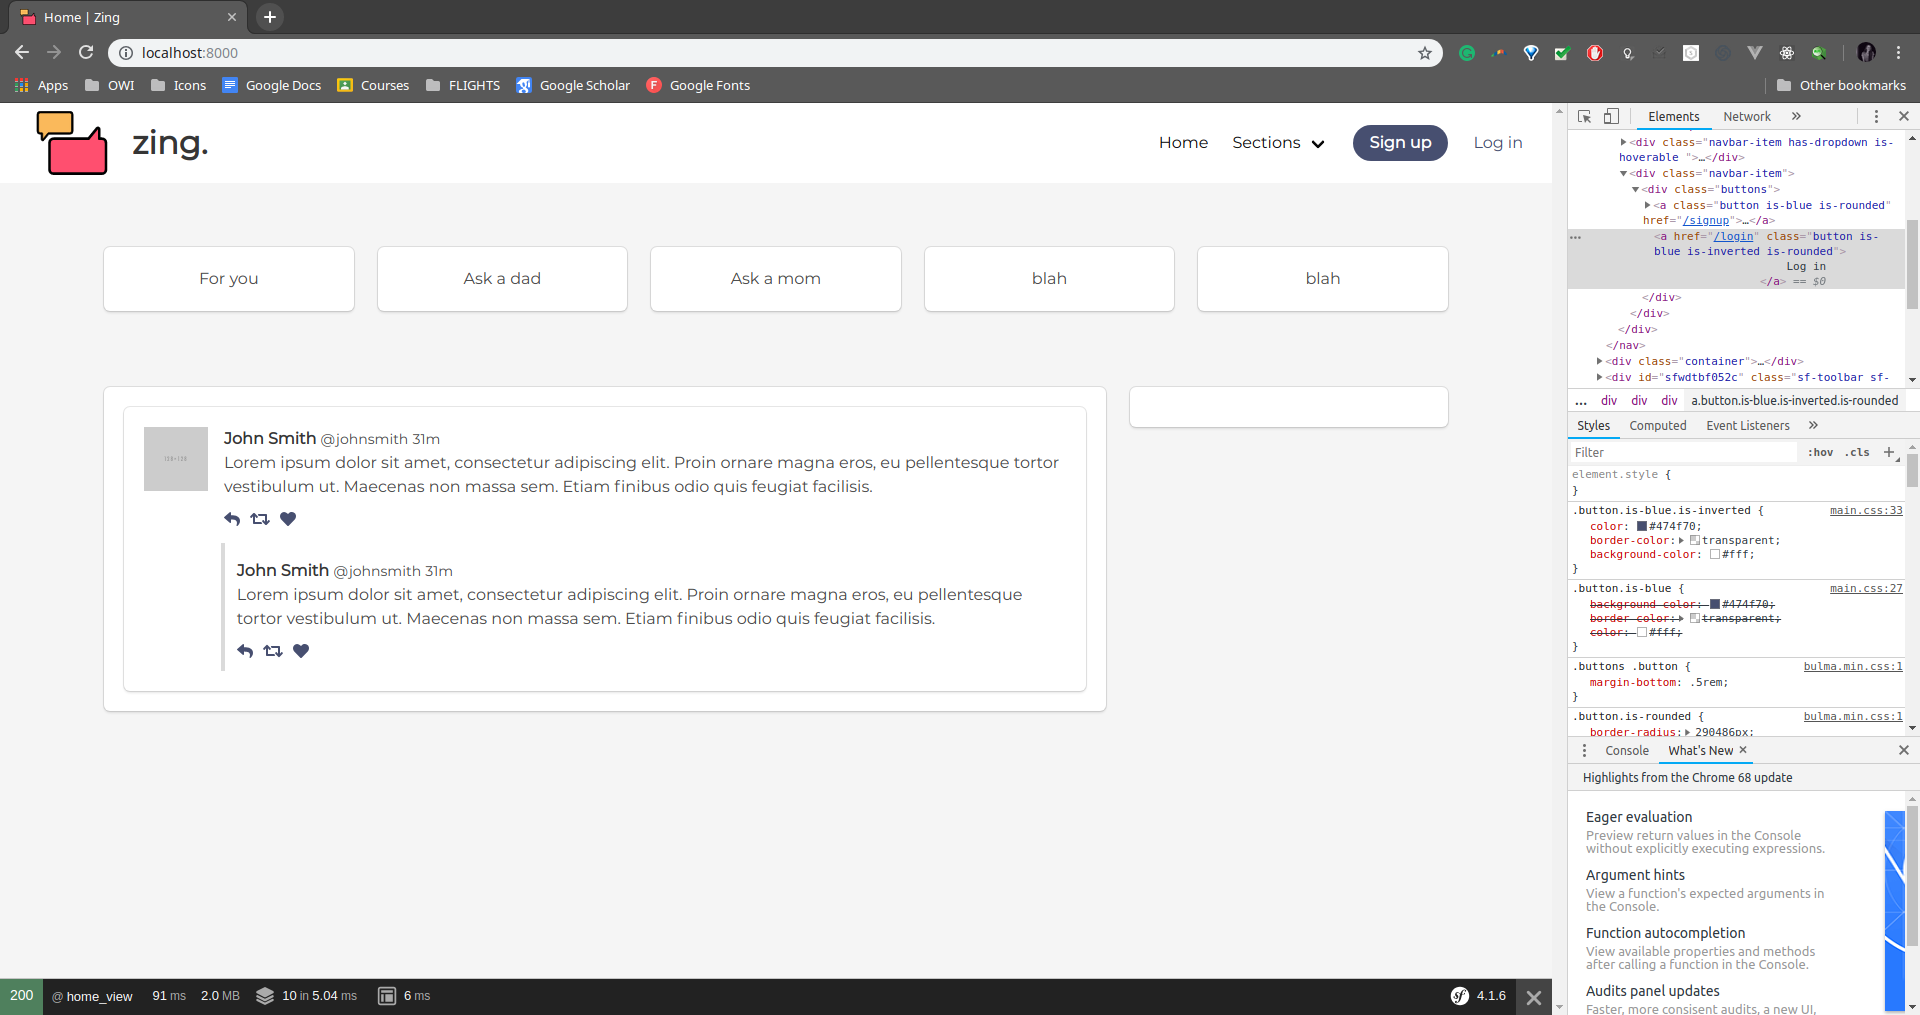 Home | Zing
localhost:8000
Apps OWI Icons Google Docs Courses FLIGHTS Google Scholar Google Fonts Other bookmarks
zing.
Home Sections Sign up Log in
For you Ask a dad Ask a mom blah blah
John Smith @johnsmith 31m
Lorem ipsum dolor sit amet, consectetur adipiscing elit. Proin ornare magna eros, eu pellentesque tortor
vestibulum ut. Maecenas non massa sem. Etiam finibus odio quis feugiat facilisis.
John Smith @johnsmith 31m
Lorem ipsum dolor sit amet, consectetur adipiscing elit. Proin ornare magna eros, eu pellentesque
tortor vestibulum ut. Maecenas non massa sem. Etiam finibus odio quis feugiat facilisis.
200 @ home_view 91 ms 2.0 MB 10 in 5.04 ms 6 ms 4.1.6
Elements Network »
<div class="navbar-item has-dropdown is-
hoverable ">…</div>
<div class="navbar-item">
<div class="buttons">
<a class="button is-blue is-rounded"
href="/signup">…</a>
<a href="/login" class="button is-
blue is-inverted is-rounded">
Log in
</a> == $0
</div>
</div>
</div>
</nav>
<div class="container">…</div>
<div id="sfwdtbf052c" class="sf-toolbar sf-
... div div div a.button.is-blue.is-inverted.is-rounded
Styles Computed Event Listeners »
Filter :hov .cls +
element.style {
}
.button.is-blue.is-inverted { main.css:33
color: #474f70;
border-color: transparent;
background-color: #fff;
}
.button.is-blue { main.css:27
background-color: #474f70;
border-color: transparent;
color: #fff;
}
.buttons .button { bulma.min.css:1
margin-bottom: .5rem;
}
.button.is-rounded { bulma.min.css:1
border-radius: 290486px;
Console What's New
Highlights from the Chrome 68 update
Eager evaluation
Preview return values in the Console
without explicitly executing expressions.
Argument hints
View a function's expected arguments in
the Console.
Function autocompletion
View available properties and methods
after calling a function in the Console.
Audits panel updates
Faster, more consisent audits, a new UI,